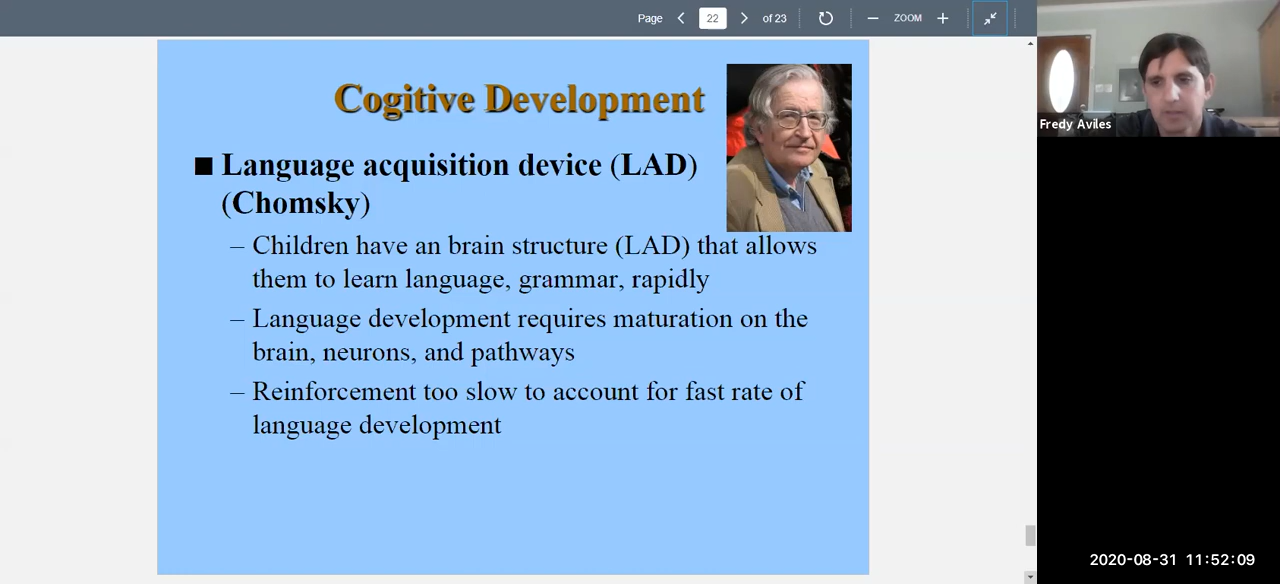 Page 22 of 23 ZOOM
Cogitive Development
Language acquisition device (LAD)
(Chomsky)
– Children have an brain structure (LAD) that allows
them to learn language, grammar, rapidly
– Language development requires maturation on the
brain, neurons, and pathways
– Reinforcement too slow to account for fast rate of
language development
Fredy Aviles
2020-08-31 11:52:09